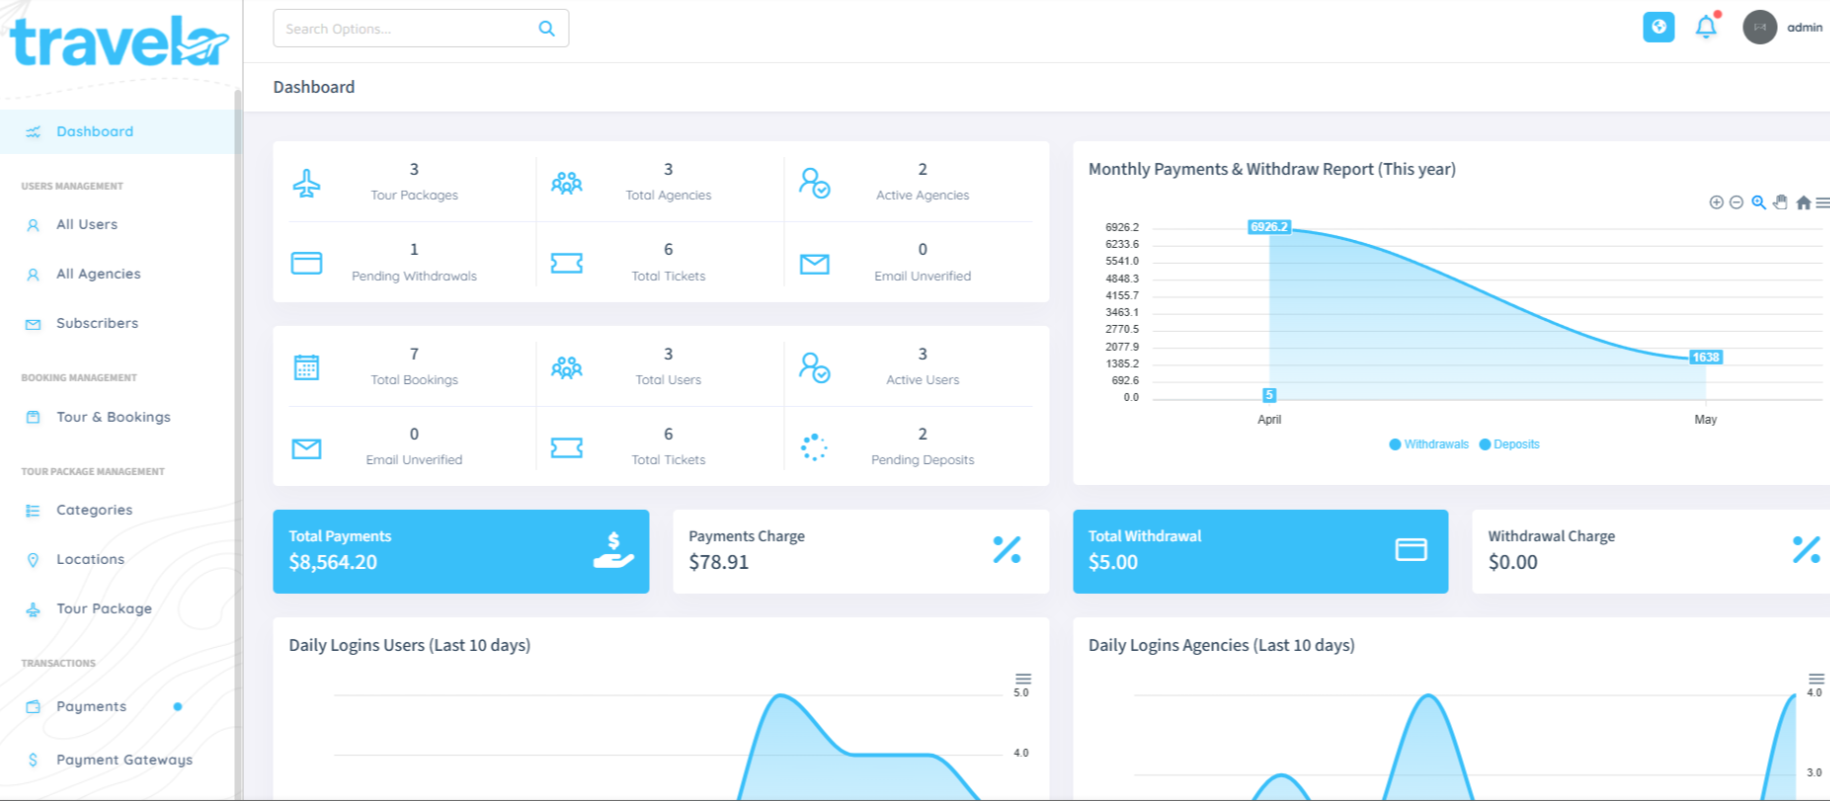 travela
Search Options...
admin
Dashboard
Dashboard
USERS MANAGEMENT
All Users
All Agencies
Subscribers
BOOKING MANAGEMENT
Tour & Bookings
TOUR PACKAGE MANAGEMENT
Categories
Locations
Tour Package
TRANSACTIONS
Payments
Payment Gateways
3
Tour Packages
3
Total Agencies
2
Active Agencies
1
Pending Withdrawals
6
Total Tickets
0
Email Unverified
7
Total Bookings
3
Total Users
3
Active Users
0
Email Unverified
6
Total Tickets
2
Pending Deposits
Monthly Payments & Withdraw Report (This year)
6926.2
6233.6
5541.0
4848.3
4155.7
3463.1
2770.5
2077.9
1385.2
692.6
0.0
6926.2
1638
5
April
May
Withdrawals
Deposits
Total Payments
$8,564.20
Payments Charge
$78.91
Total Withdrawal
$5.00
Withdrawal Charge
$0.00
Daily Logins Users (Last 10 days)
5.0
4.0
Daily Logins Agencies (Last 10 days)
4.0
3.0